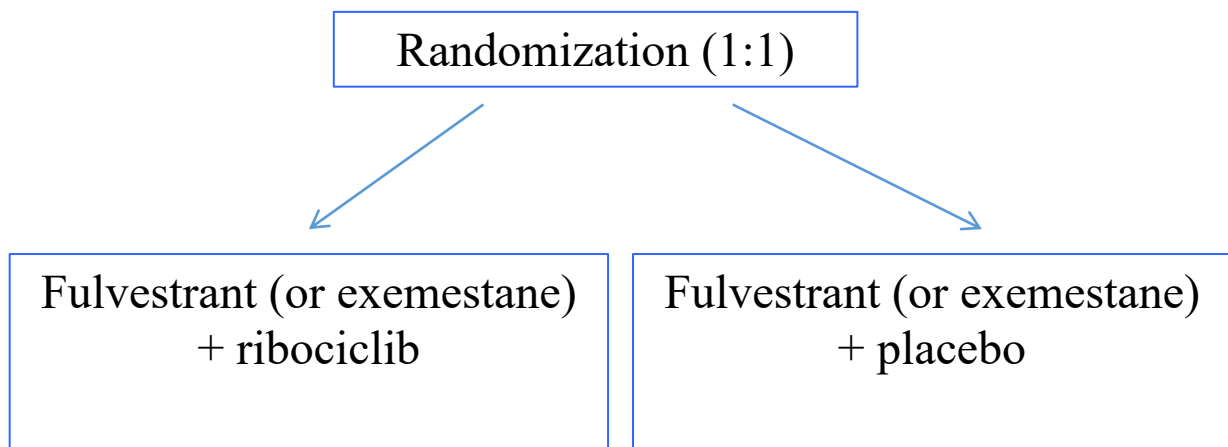 Randomization (1:1)
Fulvestrant (or exemestane)
+ ribociclib
Fulvestrant (or exemestane)
+ placebo